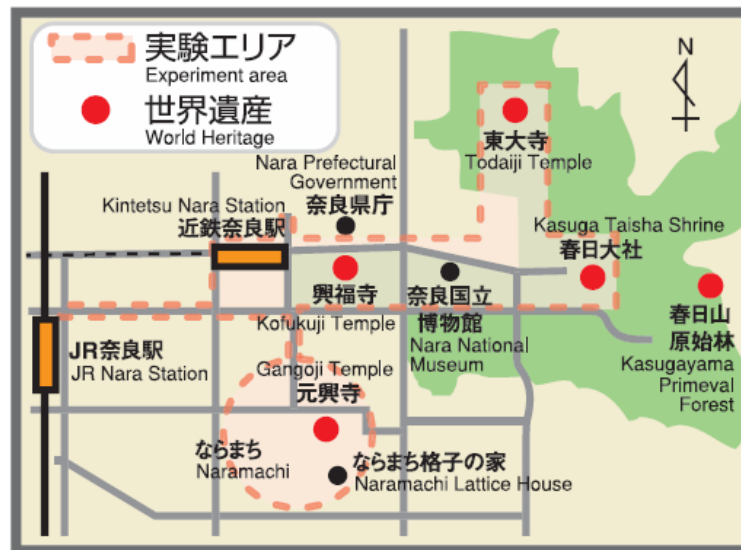 実験エリア
Experiment area
世界遺産
World Heritage
N
東大寺
Todaiji Temple
Nara Prefectural
Government
奈良県庁
Kintetsu Nara Station
近鉄奈良駅
Kasuga Taisha Shrine
春日大社
興福寺
Kofukuji Temple
奈良国立
博物館
Nara National
Museum
春日山
原始林
Kasugayama
Primeval
Forest
JR奈良駅
JR Nara Station
Gangoji Temple
元興寺
ならまち
Naramachi
ならまち格子の家
Naramachi Lattice House